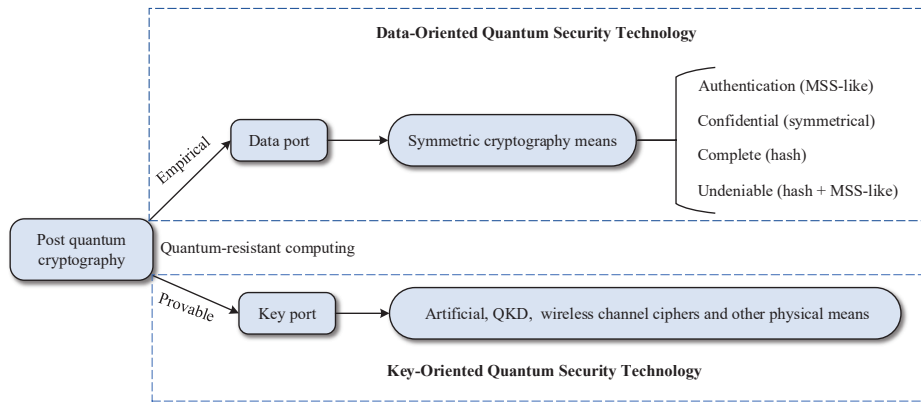 Data-Oriented Quantum Security Technology
Authentication (MSS-like)
Confidential (symmetrical)
Complete (hash)
Undeniable (hash + MSS-like)
Data port
Symmetric cryptography means
Empirical
Post quantum
cryptography
Quantum-resistant computing
Provable
Key port
Artificial, QKD, wireless channel ciphers and other physical means
Key-Oriented Quantum Security Technology